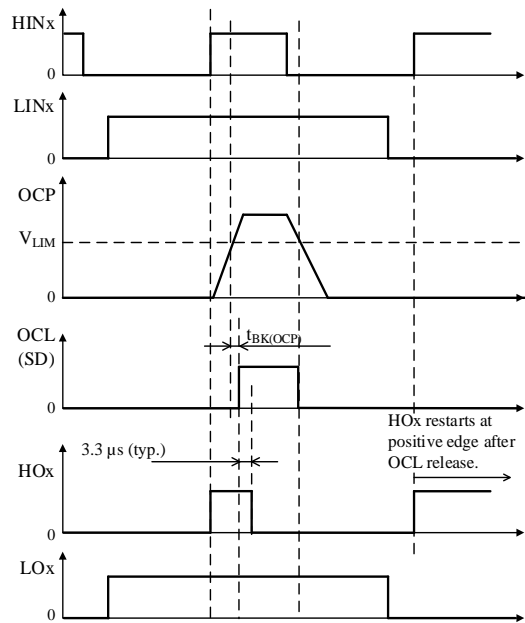 HINx
0
LINx
0
OCP
VLIM
0
OCL
(SD)
tBK(OCP)
0
HOx restarts at
positive edge after
OCL release.
3.3 µs (typ.)
HOx
0
LOx
0